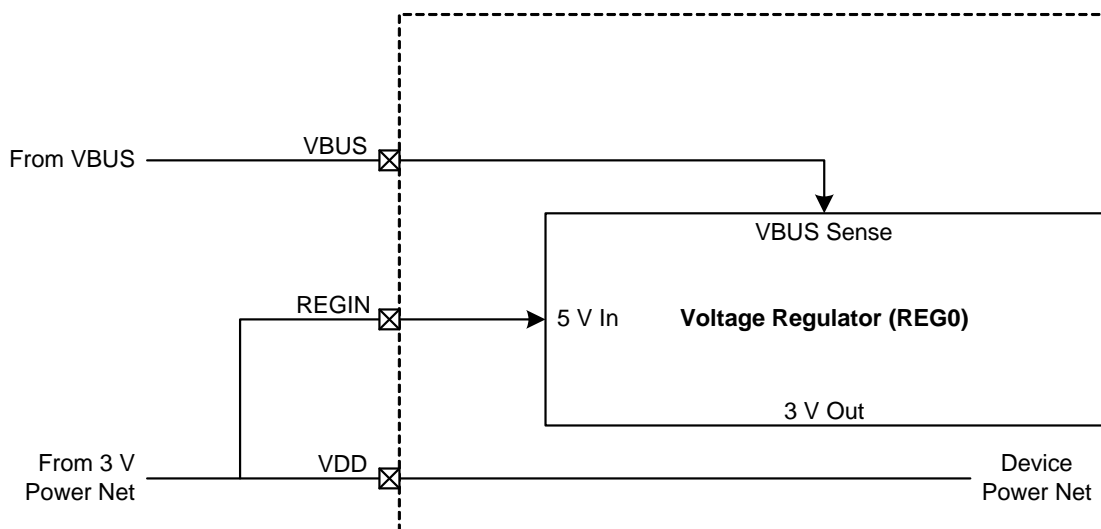 From VBUS
VBUS
VBUS Sense
REGIN
5 V In
Voltage Regulator (REG0)
3 V Out
From 3 V
Power Net
VDD
Device
Power Net